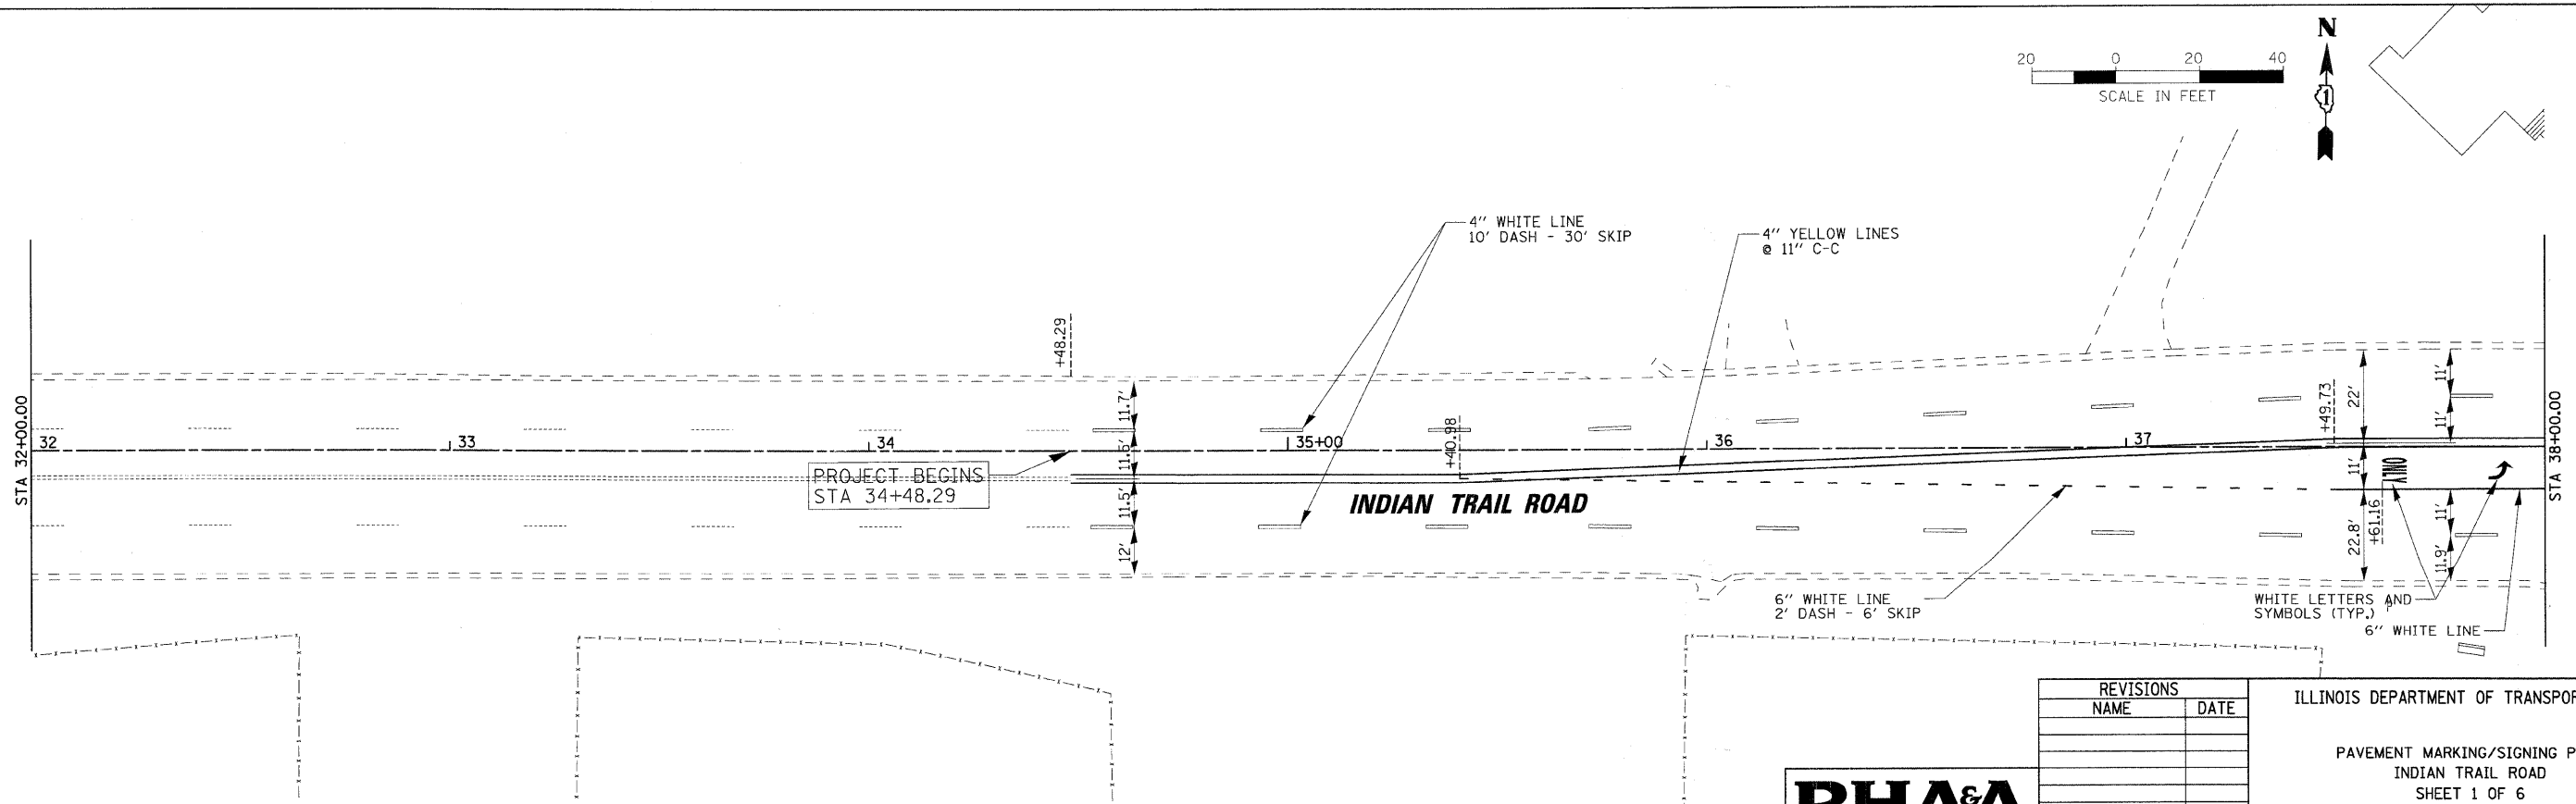 N
20 0 20 40
SCALE IN FEET
1
4" WHITE LINE
10' DASH - 30' SKIP
4" YELLOW LINES
@ 11" C-C
+48.29
+40.98
+49.73
STA 32+00.00
32 33 34 35+00 36 37
STA 38+00.00
11.7'
11.5'
12'
22'
11'
11'
11'
PROJECT BEGINS
STA 34+48.29
INDIAN TRAIL ROAD
ONLY
+61.16
22.8'
11'
11.9'
6" WHITE LINE
2' DASH - 6' SKIP
WHITE LETTERS AND
SYMBOLS (TYP.)
6" WHITE LINE
REVISIONS
NAME DATE
ILLINOIS DEPARTMENT OF TRANSPOR
PAVEMENT MARKING/SIGNING P
INDIAN TRAIL ROAD
SHEET 1 OF 6